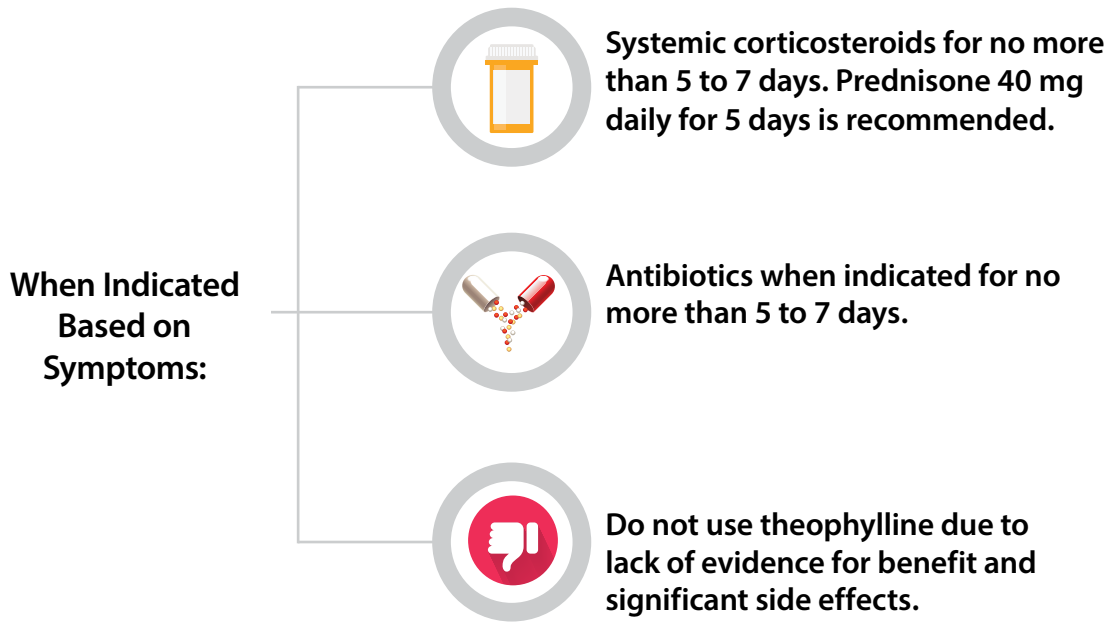 When Indicated
Based on
Symptoms:
Systemic corticosteroids for no more
than 5 to 7 days. Prednisone 40 mg
daily for 5 days is recommended.
Antibiotics when indicated for no
more than 5 to 7 days.
Do not use theophylline due to
lack of evidence for benefit and
significant side effects.